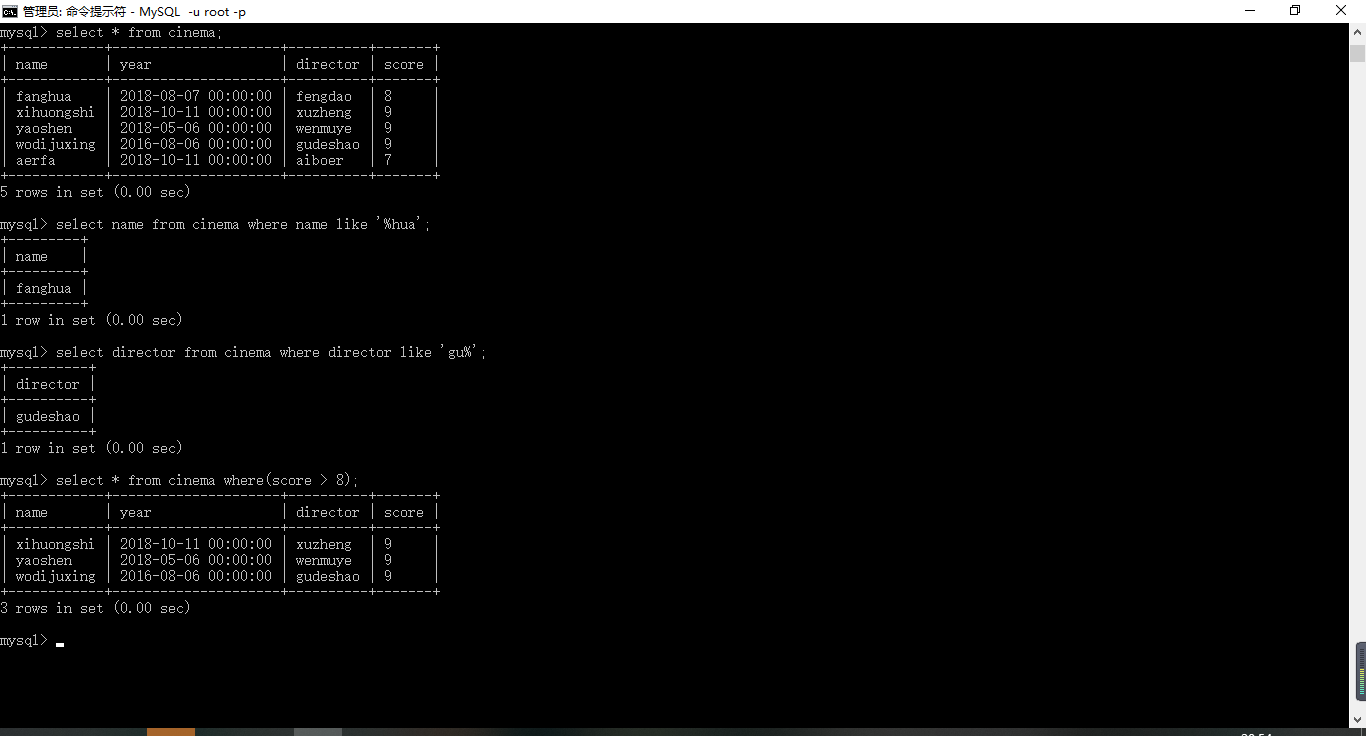 管理员: 命令提示符 - MySQL -u root -p
mysql> select * from cinema;
+------------+---------------------+----------+-------+
| name       | year                | director | score |
+------------+---------------------+----------+-------+
| fanghua    | 2018-08-07 00:00:00 | fengdao  | 8     |
| xihuongshi | 2018-10-11 00:00:00 | xuzheng  | 9     |
| yaoshen    | 2018-05-06 00:00:00 | wenmuye  | 9     |
| wodijuxing | 2016-08-06 00:00:00 | gudeshao | 9     |
| aerfa      | 2018-10-11 00:00:00 | aiboer   | 7     |
+------------+---------------------+----------+-------+
5 rows in set (0.00 sec)
mysql> select name from cinema where name like '%hua';
+---------+
| name    |
+---------+
| fanghua |
+---------+
1 row in set (0.00 sec)
mysql> select director from cinema where director like 'gu%';
+----------+
| director |
+----------+
| gudeshao |
+----------+
1 row in set (0.00 sec)
mysql> select * from cinema where(score > 8);
+------------+---------------------+----------+-------+
| name       | year                | director | score |
+------------+---------------------+----------+-------+
| xihuongshi | 2018-10-11 00:00:00 | xuzheng  | 9     |
| yaoshen    | 2018-05-06 00:00:00 | wenmuye  | 9     |
| wodijuxing | 2016-08-06 00:00:00 | gudeshao | 9     |
+------------+---------------------+----------+-------+
3 rows in set (0.00 sec)
mysql>